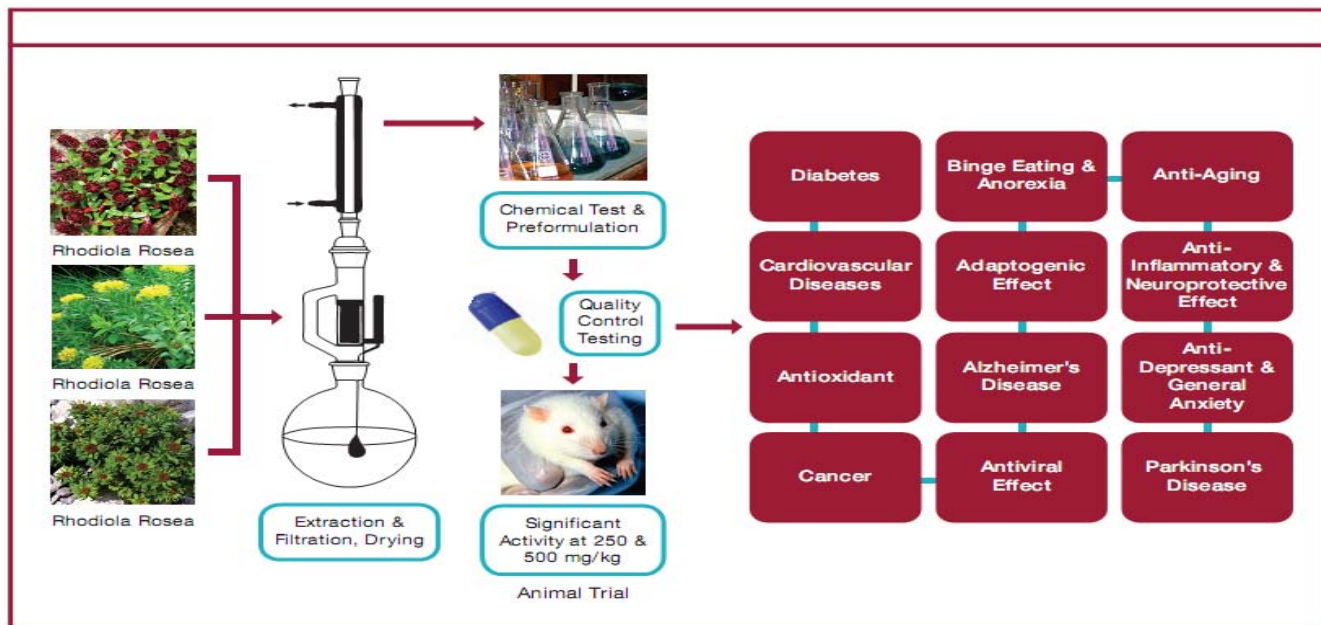 Rhodiola Rosea
Rhodiola Rosea
Rhodiola Rosea
Extraction &
Filtration, Drying
Chemical Test &
Preformulation
Quality
Control
Testing
Significant
Activity at 250 &
500 mg/kg
Animal Trial
Diabetes
Binge Eating &
Anorexia
Anti-Aging
Cardiovascular
Diseases
Adaptogenic
Effect
Anti-
Inflammatory &
Neuroprotective
Effect
Antioxidant
Alzheimer's
Disease
Anti-
Depressant &
General
Anxiety
Cancer
Antiviral
Effect
Parkinson's
Disease